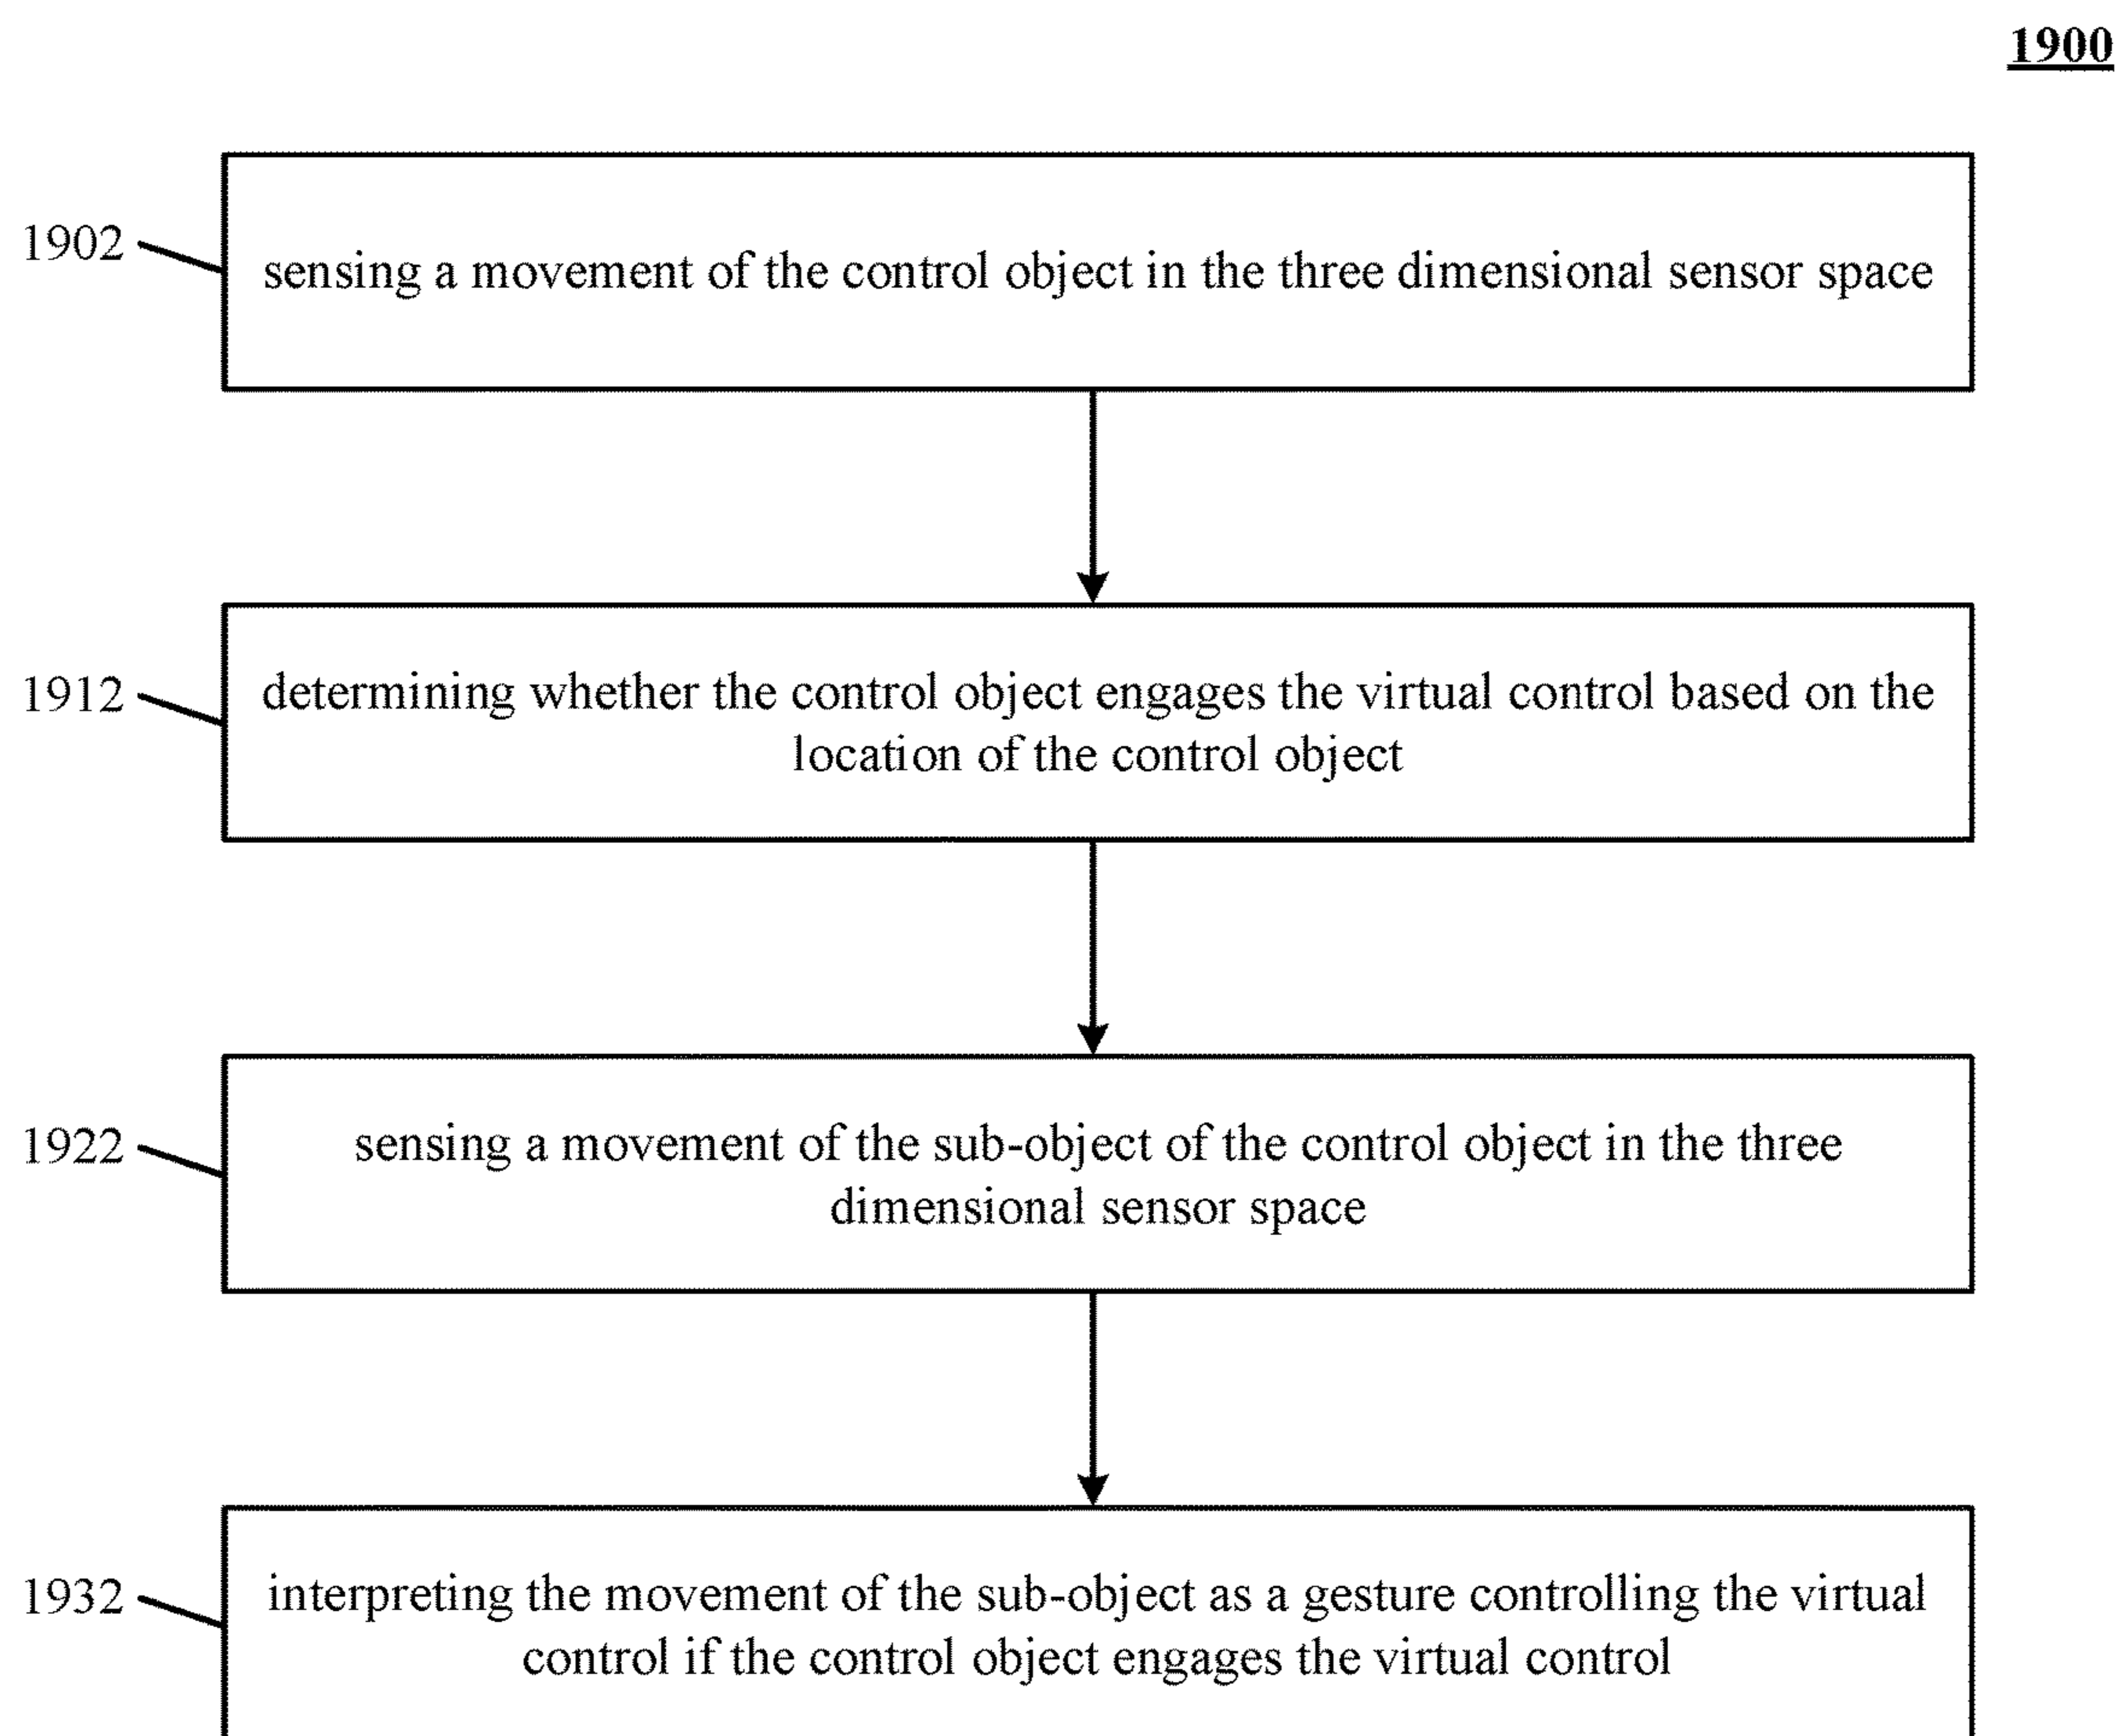 1900
1902
sensing a movement of the control object in the three dimensional sensor space
1912
determining whether the control object engages the virtual control based on the
location of the control object
1922
sensing a movement of the sub-object of the control object in the three
dimensional sensor space
1932
interpreting the movement of the sub-object as a gesture controlling the virtual
control if the control object engages the virtual control